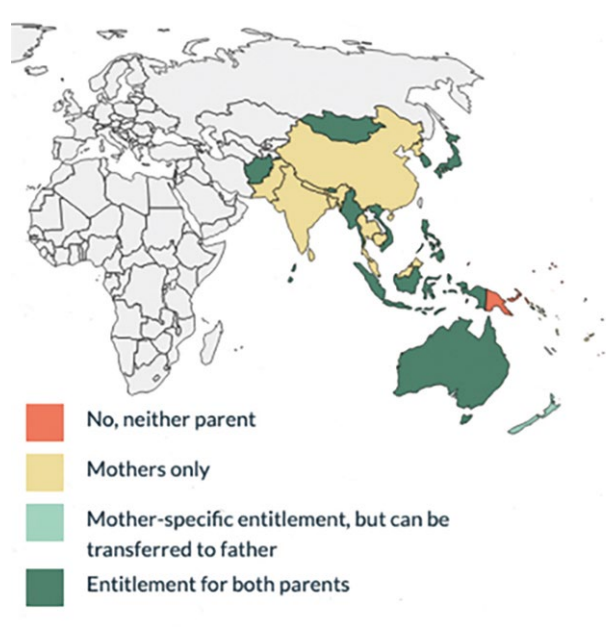 No, neither parent
Mothers only
Mother-specific entitlement, but can be
transferred to father
Entitlement for both parents